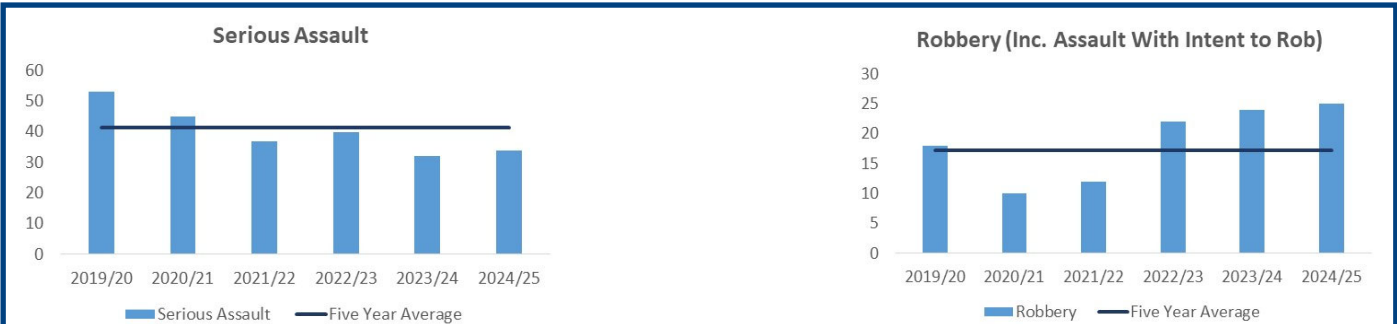 Serious Assault
60
50
40
30
20
10
0
2019/20 2020/21 2021/22 2022/23 2023/24 2024/25
Serious Assault Five Year Average
Robbery (Inc. Assault With Intent to Rob)
30
25
20
15
10
5
0
2019/20 2020/21 2021/22 2022/23 2023/24 2024/25
Robbery Five Year Average